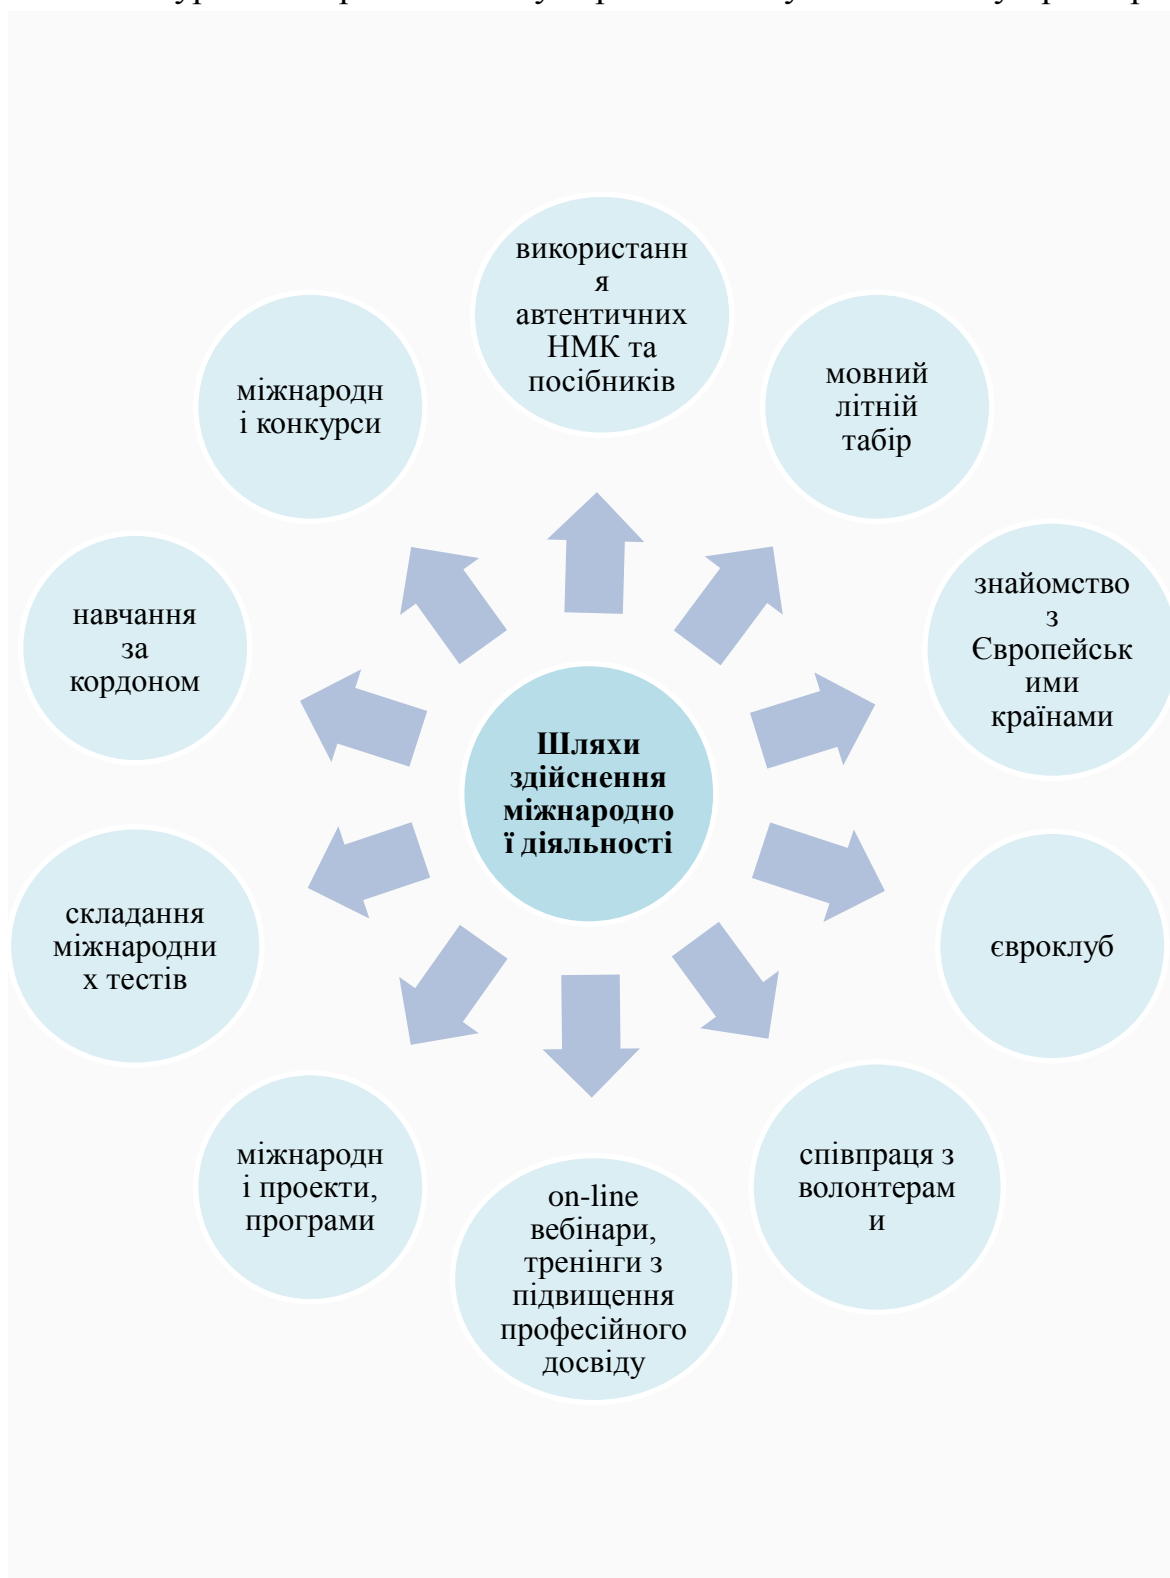 використанн
я
автентичних
НМК та
посібників
мовний
літній
табір
знайомство
з
Європейськ
ими
країнами
євроклуб
співпраця з
волонтерам
и
on-line
вебінари,
тренінги з
підвищення
професійного
досвіду
міжнародн
і проекти,
програми
складання
міжнародни
х тестів
навчання
за
кордоном
міжнародн
і конкурси
Шляхи
здійснення
міжнародно
ї діяльності